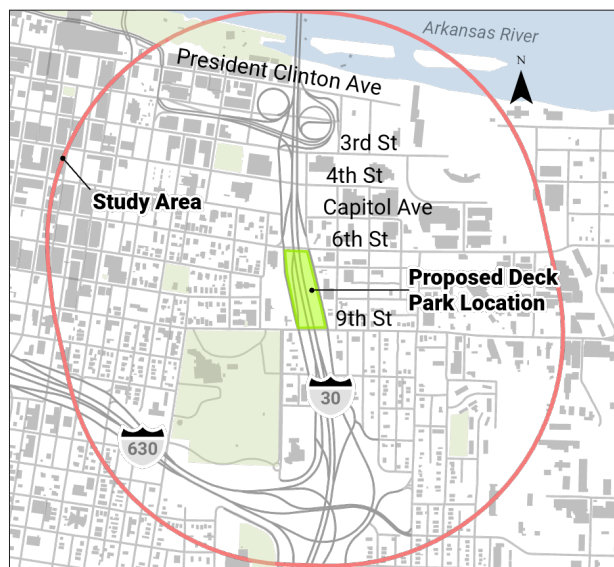 Arkansas River
N
President Clinton Ave
3rd St
4th St
Study Area
Capitol Ave
6th St
Proposed Deck
Park Location
9th St
30
630